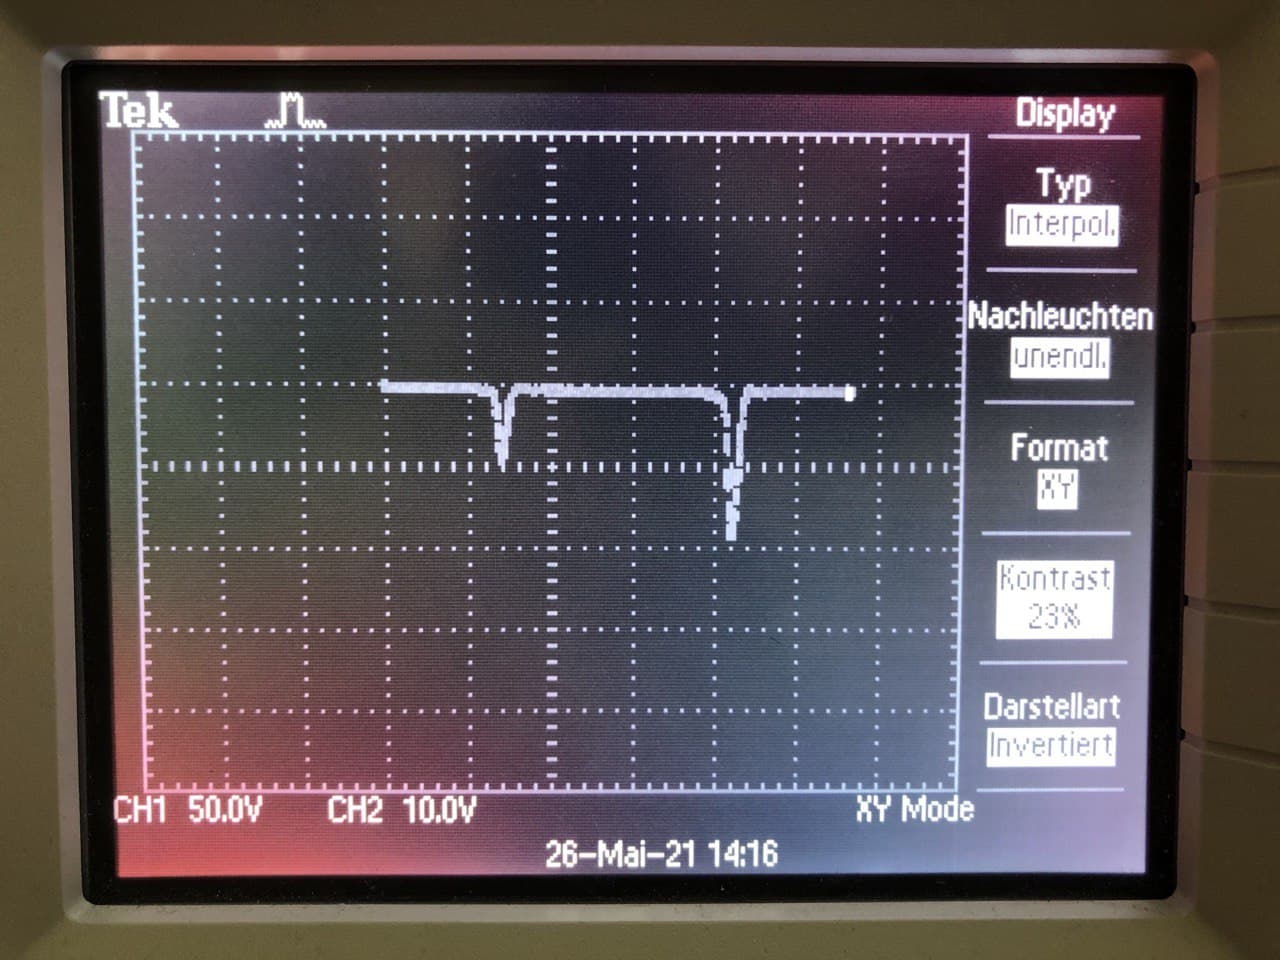 Tek
Display
Typ
Interpol.
Nachleuchten
unendl.
Format
XY
Kontrast
23%
Darstellart
Invertiert
CH1 50.0V CH2 10.0V XY Mode
26-Mai-21 14:16